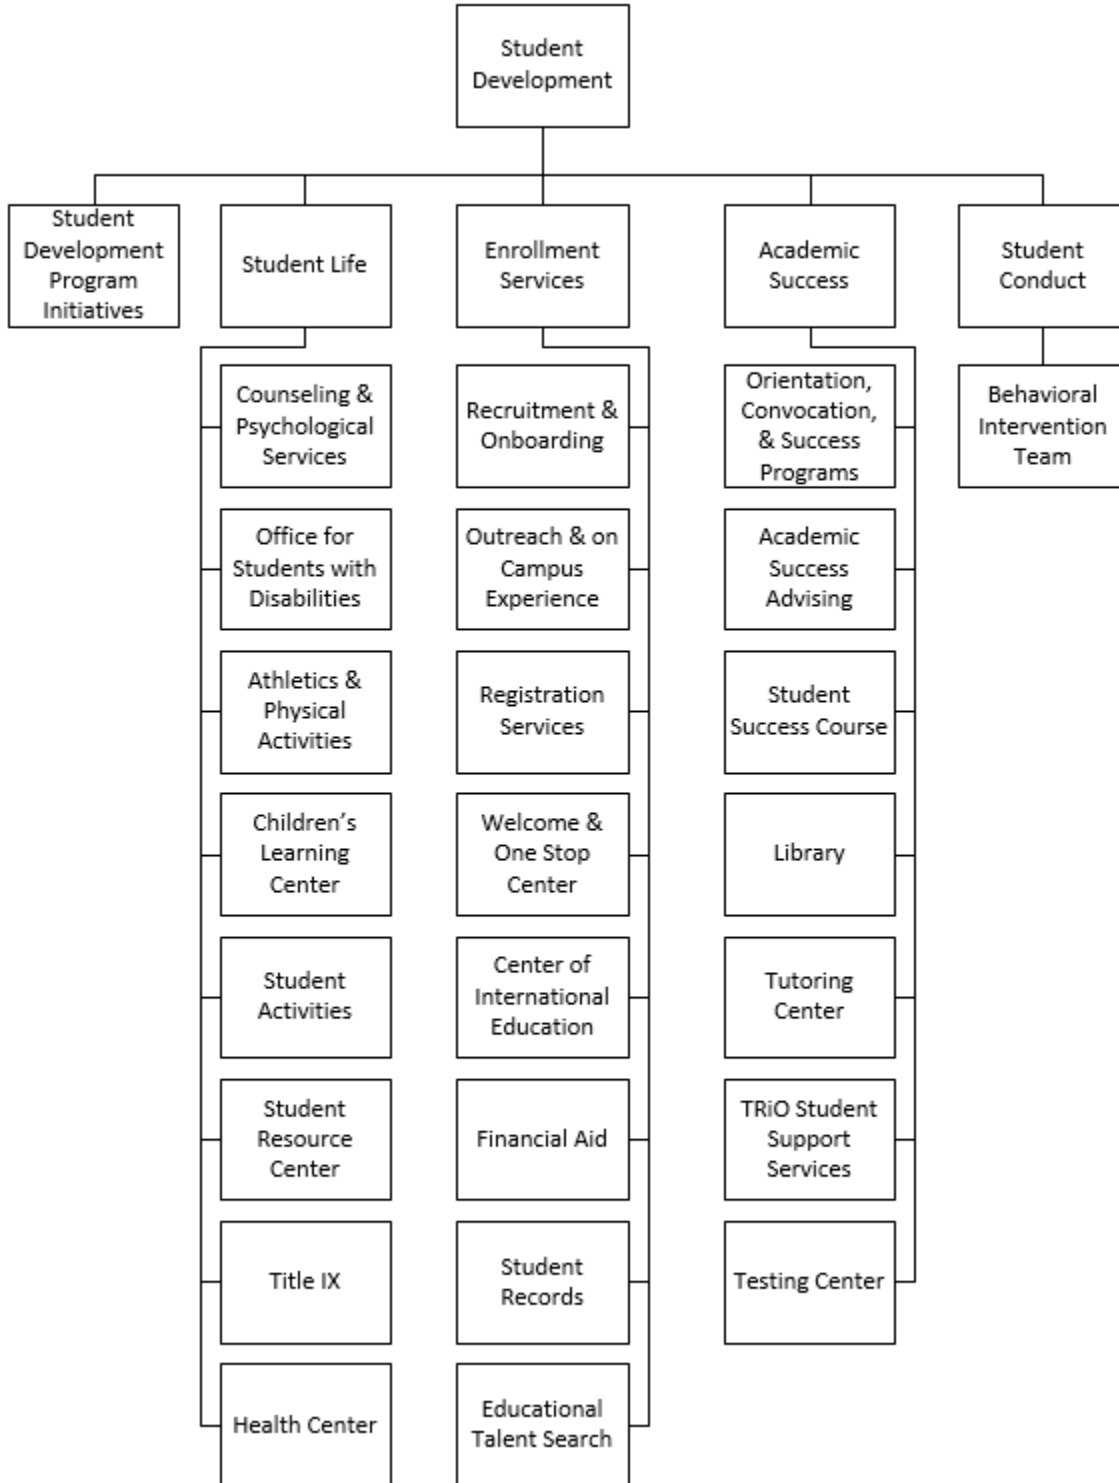 Student
Development
Student
Development
Program
Initiatives
Student Life
Enrollment
Services
Academic
Success
Student
Conduct
Counseling &
Psychological
Services
Recruitment &
Onboarding
Orientation,
Convocation,
& Success
Programs
Behavioral
Intervention
Team
Office for
Students with
Disabilities
Outreach & on
Campus
Experience
Academic
Success
Advising
Athletics &
Physical
Activities
Registration
Services
Student
Success Course
Children’s
Learning
Center
Welcome &
One Stop
Center
Library
Student
Activities
Center of
International
Education
Tutoring
Center
Student
Resource
Center
Financial Aid
TRiO Student
Support
Services
Title IX
Student
Records
Testing Center
Health Center
Educational
Talent Search